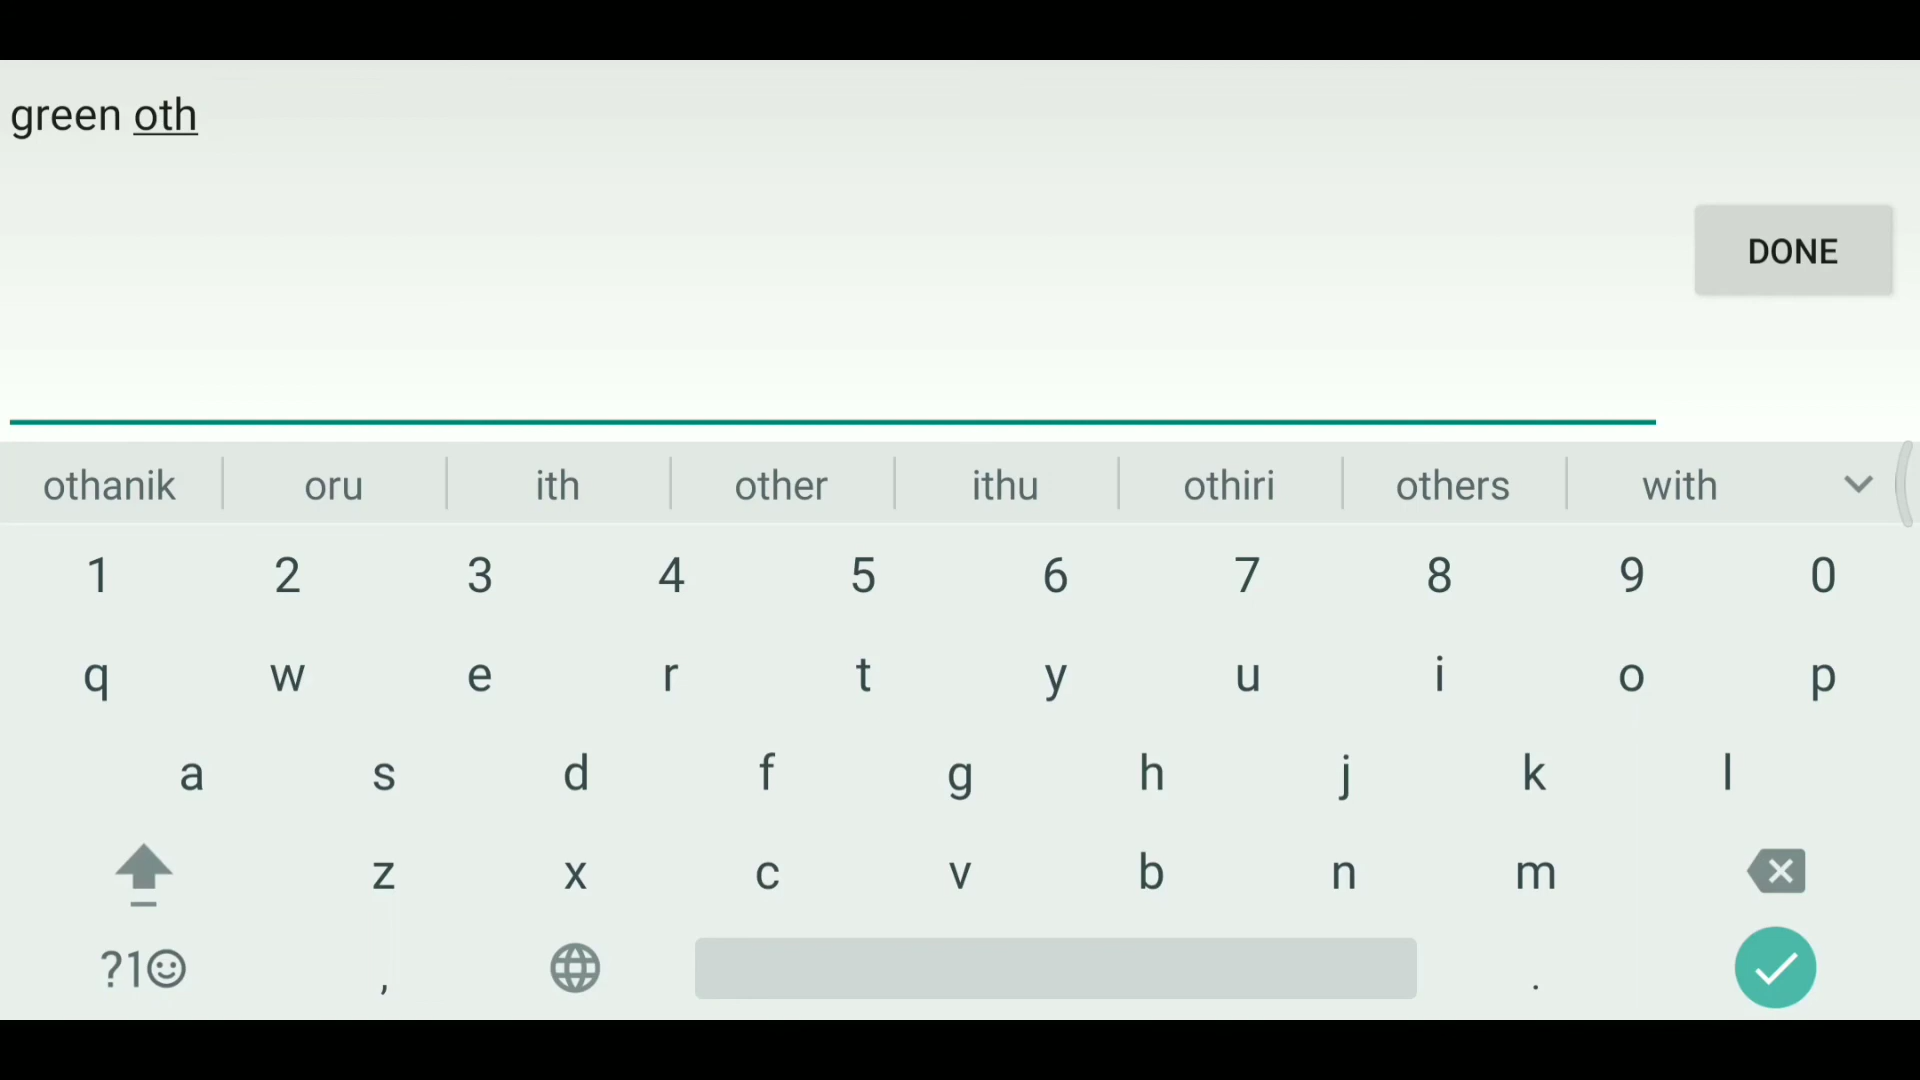 green oth
DONE
othanik oru ith other ithu othiri others with
1 2 3 4 5 6 7 8 9 0
q w e r t y u i o p
a s d f g h j k l
z x c v b n m
?1☺ , .